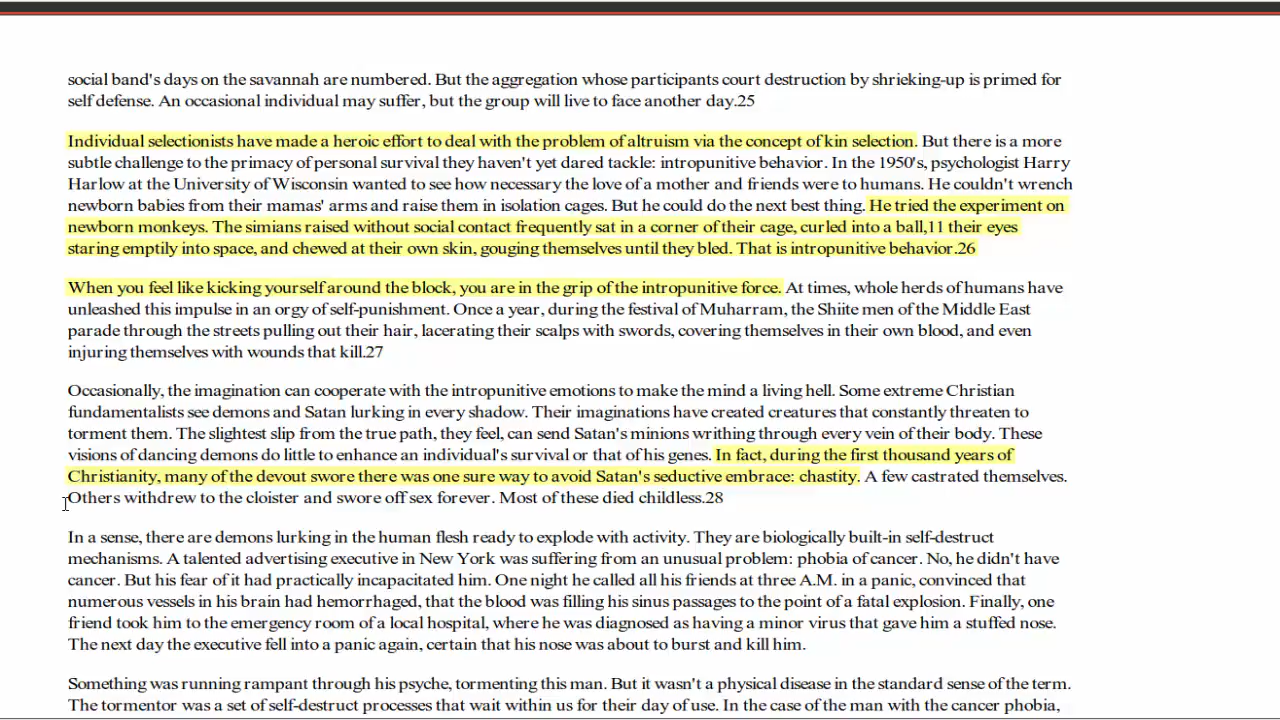 social band's days on the savannah are numbered. But the aggregation whose participants court destruction by shrieking-up is primed for
self defense. An occasional individual may suffer, but the group will live to face another day.25
Individual selectionists have made a heroic effort to deal with the problem of altruism via the concept of kin selection. But there is a more
subtle challenge to the primacy of personal survival they haven't yet dared tackle: intropunitive behavior. In the 1950's, psychologist Harry
Harlow at the University of Wisconsin wanted to see how necessary the love of a mother and friends were to humans. He couldn't wrench
newborn babies from their mamas' arms and raise them in isolation cages. But he could do the next best thing. He tried the experiment on
newborn monkeys. The simians raised without social contact frequently sat in a corner of their cage, curled into a ball,11 their eyes
staring emptily into space, and chewed at their own skin, gouging themselves until they bled. That is intropunitive behavior.26
When you feel like kicking yourself around the block, you are in the grip of the intropunitive force. At times, whole herds of humans have
unleashed this impulse in an orgy of self-punishment. Once a year, during the festival of Muharram, the Shiite men of the Middle East
parade through the streets pulling out their hair, lacerating their scalps with swords, covering themselves in their own blood, and even
injuring themselves with wounds that kill.27
Occasionally, the imagination can cooperate with the intropunitive emotions to make the mind a living hell. Some extreme Christian
fundamentalists see demons and Satan lurking in every shadow. Their imaginations have created creatures that constantly threaten to
torment them. The slightest slip from the true path, they feel, can send Satan's minions writhing through every vein of their body. These
visions of dancing demons do little to enhance an individual's survival or that of his genes. In fact, during the first thousand years of
Christianity, many of the devout swore there was one sure way to avoid Satan's seductive embrace: chastity. A few castrated themselves.
Others withdrew to the cloister and swore off sex forever. Most of these died childless.28
In a sense, there are demons lurking in the human flesh ready to explode with activity. They are biologically built-in self-destruct
mechanisms. A talented advertising executive in New York was suffering from an unusual problem: phobia of cancer. No, he didn't have
cancer. But his fear of it had practically incapacitated him. One night he called all his friends at three A.M. in a panic, convinced that
numerous vessels in his brain had hemorrhaged, that the blood was filling his sinus passages to the point of a fatal explosion. Finally, one
friend took him to the emergency room of a local hospital, where he was diagnosed as having a minor virus that gave him a stuffed nose.
The next day the executive fell into a panic again, certain that his nose was about to burst and kill him.
Something was running rampant through his psyche, tormenting this man. But it wasn't a physical disease in the standard sense of the term.
The tormentor was a set of self-destruct processes that wait within us for their day of use. In the case of the man with the cancer phobia,